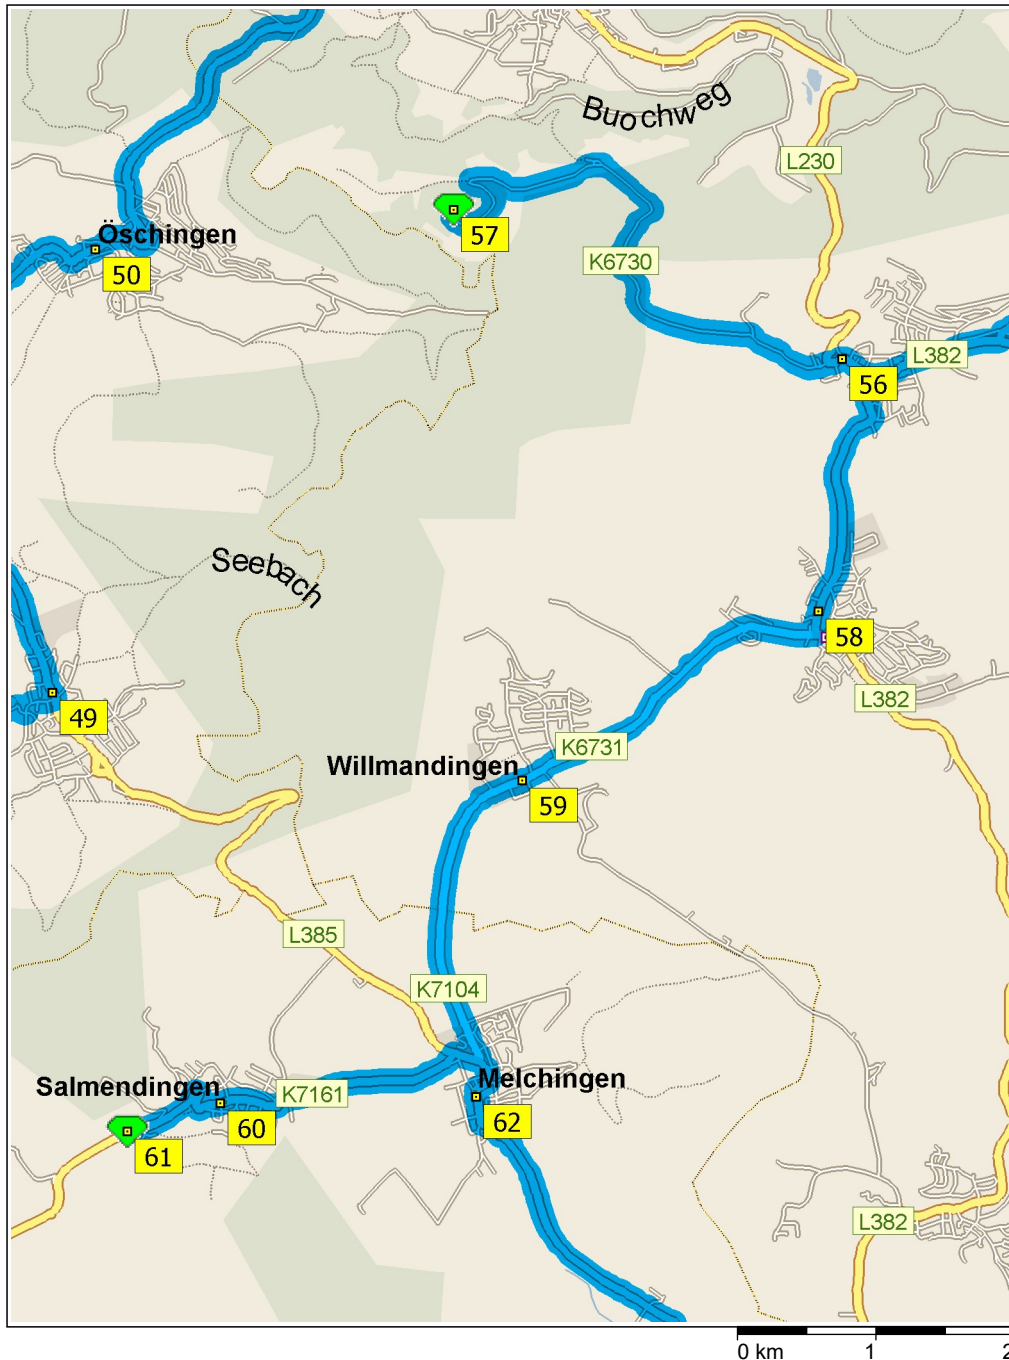 Buochweg
L230
Öschingen
57
50
K6730
L382
56
Seebach
58
49
L382
K6731
Willmandingen
59
L385
K7104
Salmendingen
K7161
Melchingen
60
62
61
L382
0 km 1 2